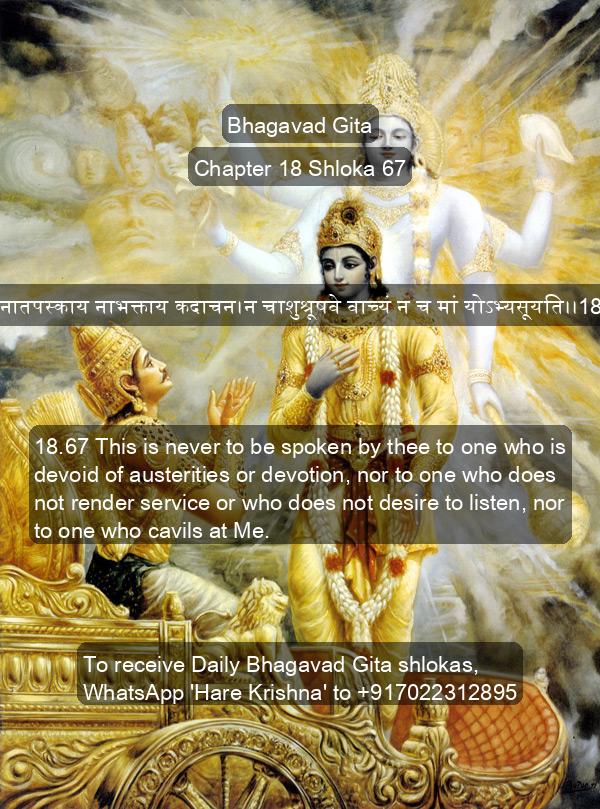 Bhagavad Gita
Chapter 18 Shloka 67
नातपस्काय नाभक्ताय कदाचन।न चाशुश्रूषवे वाच्यं न च मां योऽभ्यसूयति।।18
18.67 This is never to be spoken by thee to one who is
devoid of austerities or devotion, nor to one who does
not render service or who does not desire to listen, nor
to one who cavils at Me.
To receive Daily Bhagavad Gita shlokas,
WhatsApp 'Hare Krishna' to +917022312895